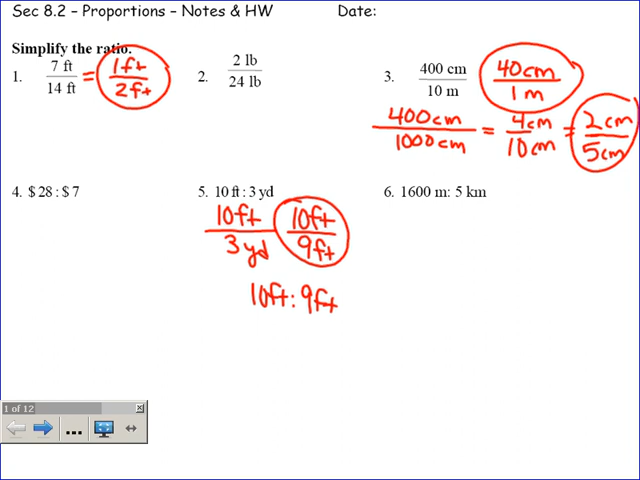 Sec 8.2 – Proportions – Notes & HW Date:
Simplify the ratio.
1. 7 ft / 14 ft = 1ft / 2ft
2. 2 lb / 24 lb
3. 400 cm / 10 m 40cm / 1 m
400cm / 1000cm = 4cm / 10cm = 2cm / 5cm
4. $ 28 : $ 7
5. 10 ft : 3 yd
10ft / 3yd 10ft / 9ft
10ft : 9ft
6. 1600 m: 5 km
1 of 12
...